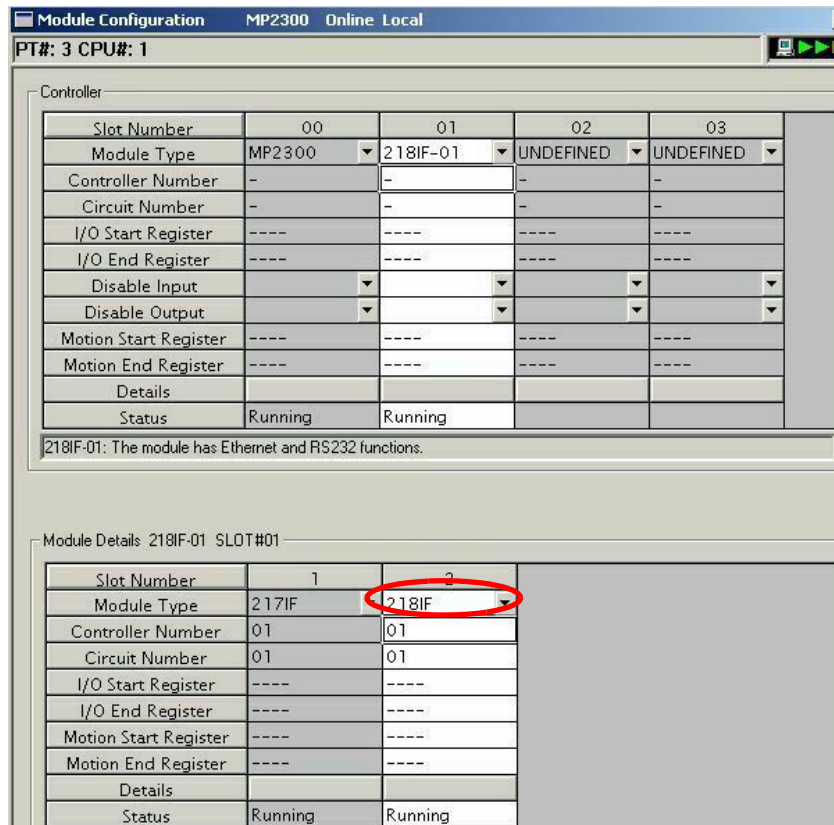 Module Configuration MP2300 Online Local
PT#: 3 CPU#: 1
Controller
Slot Number 00 01 02 03
Module Type MP2300 218IF-01 UNDEFINED UNDEFINED
Controller Number - - - -
Circuit Number - - - -
I/O Start Register ---- ---- ---- ----
I/O End Register ---- ---- ---- ----
Disable Input
Disable Output
Motion Start Register ---- ---- ---- ----
Motion End Register ---- ---- ---- ----
Details
Status Running Running
218IF-01: The module has Ethernet and RS232 functions.
Module Details 218IF-01 SLOT#01
Slot Number 1 2
Module Type 217IF 218IF
Controller Number 01 01
Circuit Number 01 01
I/O Start Register ---- ----
I/O End Register ---- ----
Motion Start Register ---- ----
Motion End Register ---- ----
Details
Status Running Running